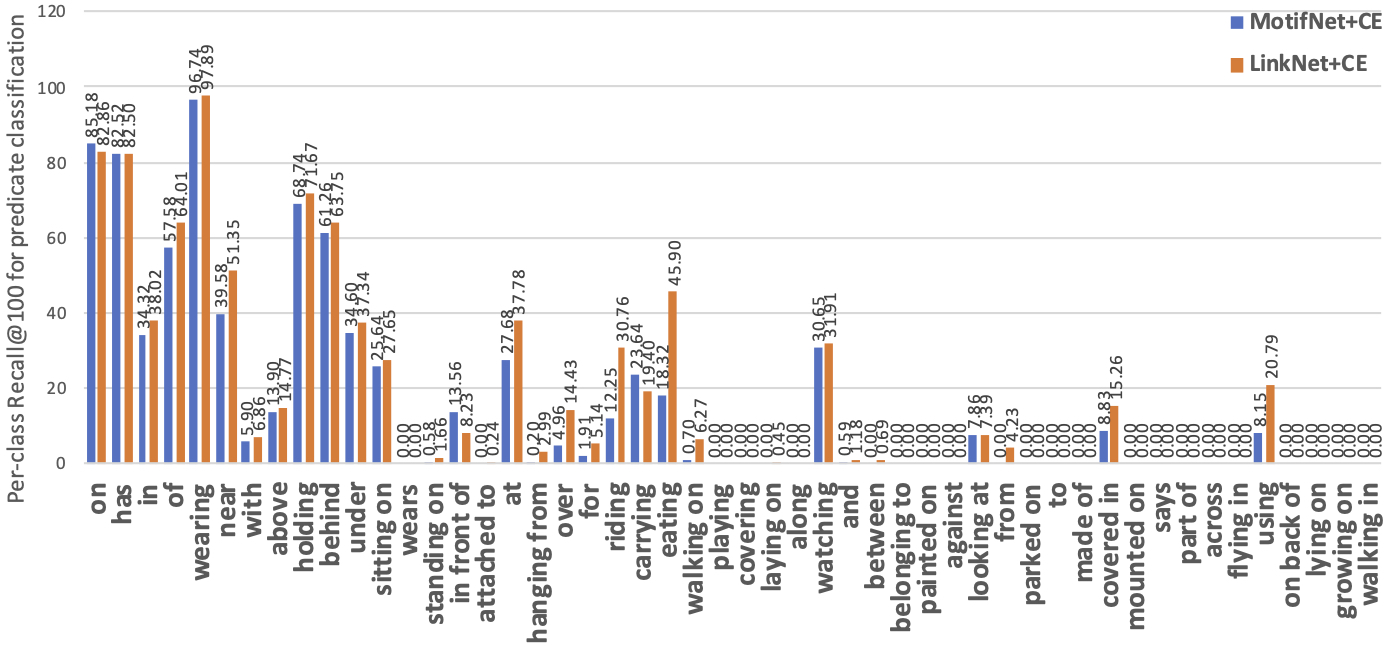 Per-class Recall@100 for predicate classification
120
100
80
60
40
20
0
MotifNet+CE
LinkNet+CE
85.18 82.86
82.52 82.50
34.32 38.02
57.58 64.01
96.74 97.89
39.58 51.35
5.90 6.86
13.90 14.77
68.74 71.67
61.26 63.75
34.60 37.34
25.64 27.65
0.00 0.00
0.58 1.66
13.56 8.23
0.00 0.24
27.68 37.78
0.20 2.99
4.96 14.43
1.91 5.14
12.25 30.76
23.64 19.40
18.32 45.90
0.70 6.27
0.00 0.00
0.00 0.00
0.00 0.45
0.00 0.00
30.65 31.91
0.59 1.18
0.00 0.69
0.00 0.00
0.00 0.00
0.00 0.00
7.86 7.39
0.00 4.23
0.00 0.00
0.00 0.00
0.00 0.00
8.83 15.26
0.00 0.00
0.00 0.00
0.00 0.00
0.00 0.00
0.00 0.00
8.15 20.79
0.00 0.00
0.00 0.00
0.00 0.00
0.00 0.00
on
has
in
of
wearing
near
with
above
holding
behind
under
sitting on
wears
standing on
in front of
attached to
at
hanging from
over
for
riding
carrying
eating
walking on
playing
covering
laying on
along
watching
and
between
belonging to
painted on
against
looking at
from
parked on
to
made of
covered in
mounted on
says
part of
across
flying in
using
on back of
lying on
growing on
walking in